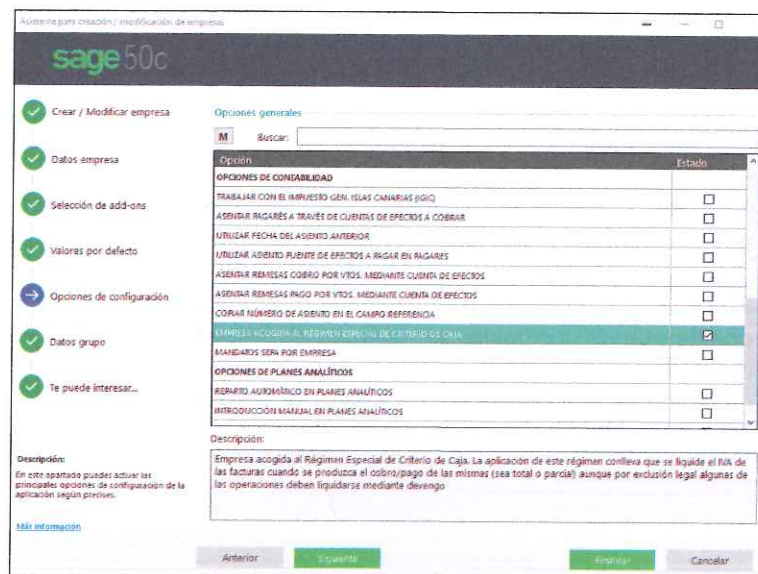 Asistente para creación / modificación de empresas
sage 50c
Crear / Modificar empresa
Datos empresa
Selección de add-ons
Valores por defecto
Opciones de configuración
Datos grupo
Te puede interesar...
Descripción:
En este apartado puedes activar las
principales opciones de configuración de la
aplicación según precises.
Más información
Opciones generales
M Buscar:
Opción Estado
OPCIONES DE CONTABILIDAD
TRABAJAR CON EL IMPUESTO GEN. ISLAS CANARIAS (IGIC)
ASENTAR PAGARÉS A TRAVÉS DE CUENTAS DE EFECTOS A COBRAR
UTILIZAR FECHA DEL ASIENTO ANTERIOR
UTILIZAR ASIENTO PUENTE DE EFECTOS A PAGAR EN PAGARES
ASENTAR REMESAS COBRO POR VTOS. MEDIANTE CUENTA DE EFECTOS
ASENTAR REMESAS PAGO POR VTOS. MEDIANTE CUENTA DE EFECTOS
COPIAR NÚMERO DE ASIENTO EN EL CAMPO REFERENCIA
EMPRESA ACOGIDA AL RÉGIMEN ESPECIAL DE CRITERIO DE CAJA
MANDATOS SEPA POR EMPRESA
OPCIONES DE PLANES ANALÍTICOS
REPARTO AUTOMÁTICO EN PLANES ANALÍTICOS
INTRODUCCIÓN MANUAL EN PLANES ANALÍTICOS
Descripción:
Empresa acogida al Régimen Especial de Criterio de Caja. La aplicación de este régimen conlleva que se liquide el IVA de
las facturas cuando se produzca el cobro/pago de las mismas (sea total o parcial) aunque por exclusión legal algunas de
las operaciones deben liquidarse mediante devengo
Anterior Siguiente Finalizar Cancelar